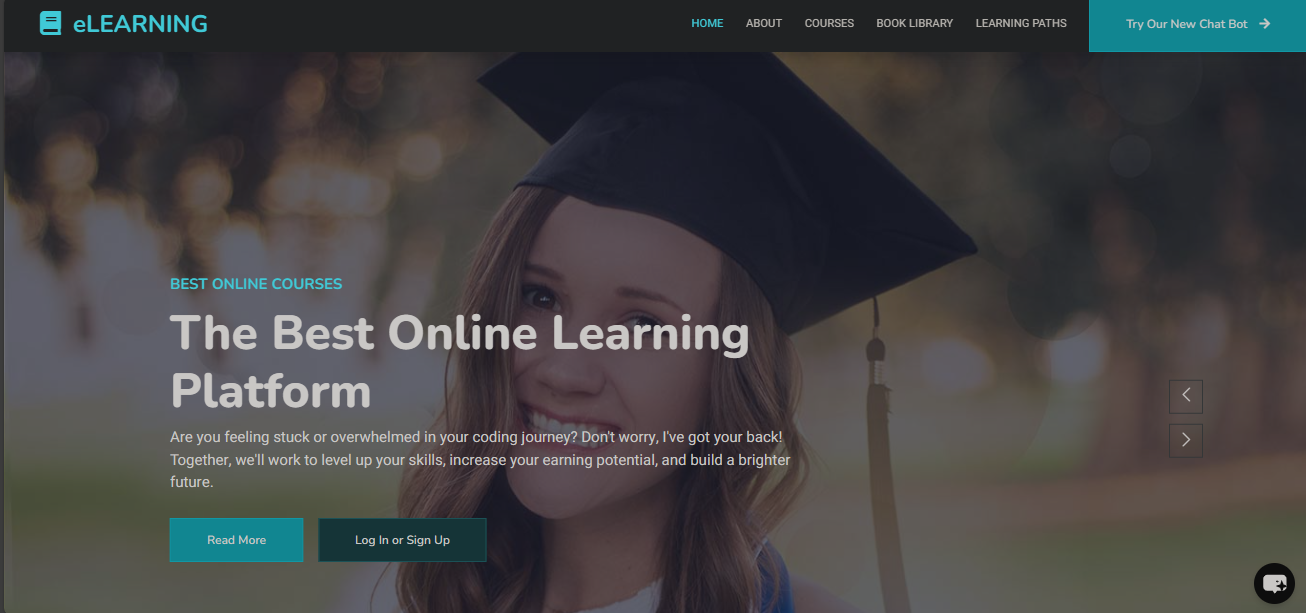 eLEARNING
HOME
ABOUT
COURSES
BOOK LIBRARY
LEARNING PATHS
Try Our New Chat Bot
BEST ONLINE COURSES
The Best Online Learning
Platform
Are you feeling stuck or overwhelmed in your coding journey? Don't worry, I've got your back!
Together, we'll work to level up your skills, increase your earning potential, and build a brighter
future.
Read More
Log In or Sign Up